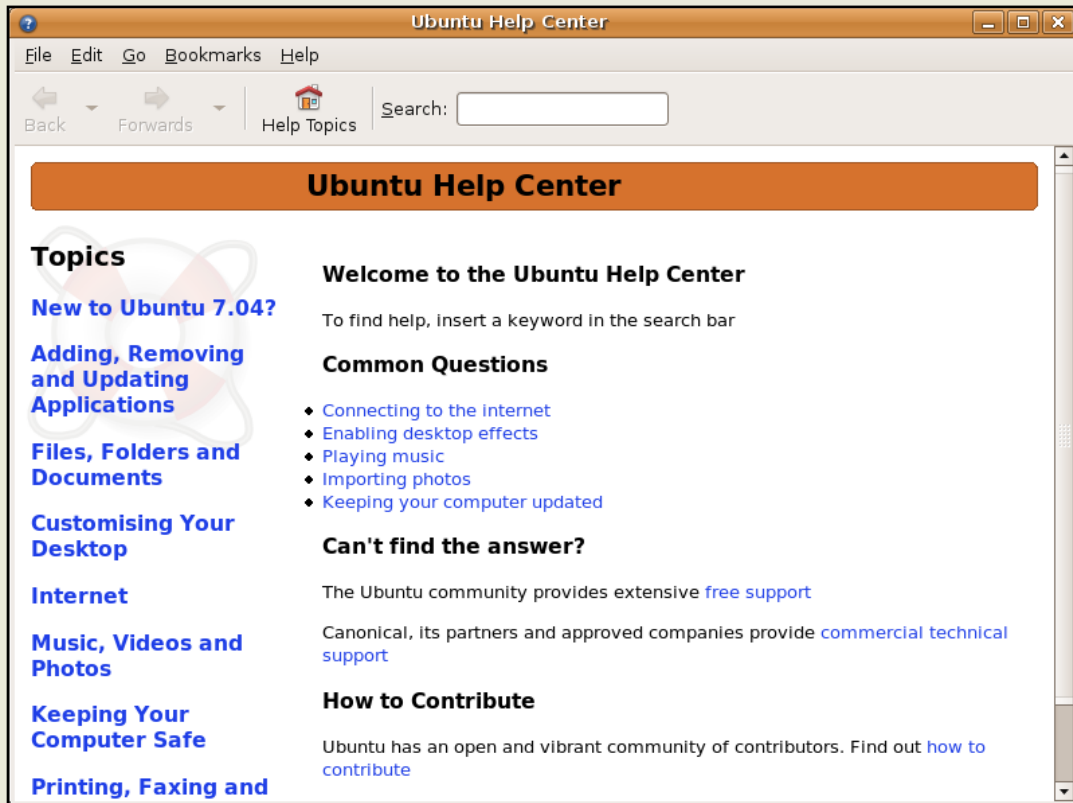 Ubuntu Help Center
File Edit Go Bookmarks Help
Back Forwards Help Topics Search:
Ubuntu Help Center
Topics
New to Ubuntu 7.04?
Adding, Removing
and Updating
Applications
Files, Folders and
Documents
Customising Your
Desktop
Internet
Music, Videos and
Photos
Keeping Your
Computer Safe
Printing, Faxing and
Welcome to the Ubuntu Help Center
To find help, insert a keyword in the search bar
Common Questions
Connecting to the internet
Enabling desktop effects
Playing music
Importing photos
Keeping your computer updated
Can't find the answer?
The Ubuntu community provides extensive free support
Canonical, its partners and approved companies provide commercial technical
support
How to Contribute
Ubuntu has an open and vibrant community of contributors. Find out how to
contribute